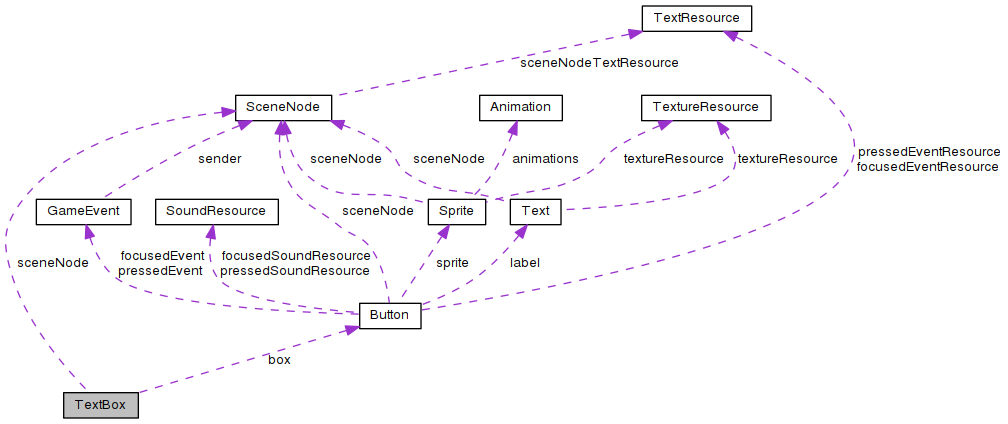 TextResource
sceneNodeTextResource
SceneNode
Animation
TextureResource
sender
sceneNode
sceneNode
animations
textureResource
textureResource
pressedEventResource
focusedEventResource
GameEvent
SoundResource
sceneNode
Sprite
Text
sceneNode
focusedEvent
pressedEvent
focusedSoundResource
pressedSoundResource
sprite
label
Button
box
TextBox